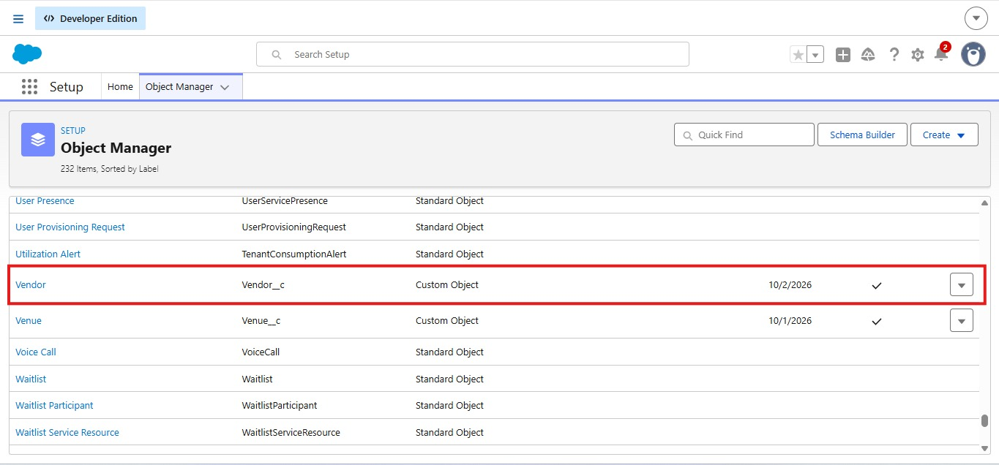 Developer Edition
Search Setup
2
Setup Home Object Manager
SETUP
Object Manager
232 Items, Sorted by Label
Quick Find Schema Builder Create
User Presence UserServicePresence Standard Object
User Provisioning Request UserProvisioningRequest Standard Object
Utilization Alert TenantConsumptionAlert Standard Object
Vendor Vendor__c Custom Object 10/2/2026
Venue Venue__c Custom Object 10/1/2026
Voice Call VoiceCall Standard Object
Waitlist Waitlist Standard Object
Waitlist Participant WaitlistParticipant Standard Object
Waitlist Service Resource WaitlistServiceResource Standard Object